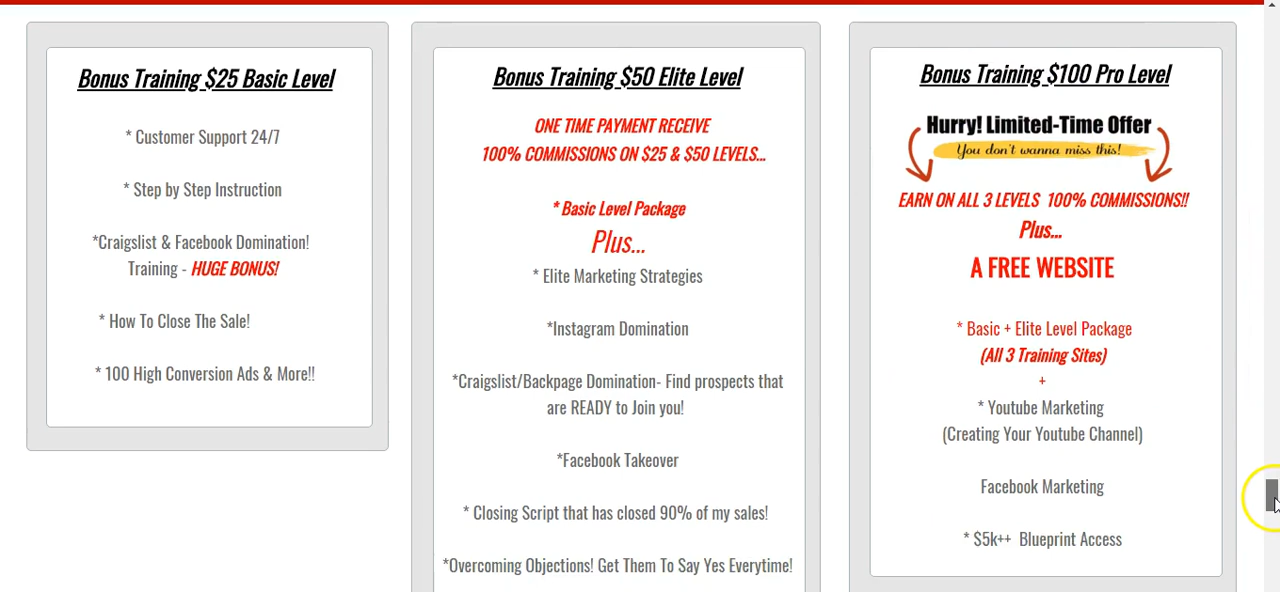 Bonus Training $25 Basic Level
* Customer Support 24/7
* Step by Step Instruction
*Craigslist & Facebook Domination!
Training - HUGE BONUS!
* How To Close The Sale!
* 100 High Conversion Ads & More!!
Bonus Training $50 Elite Level
ONE TIME PAYMENT RECEIVE
100% COMMISSIONS ON $25 & $50 LEVELS...
* Basic Level Package
Plus...
* Elite Marketing Strategies
*Instagram Domination
*Craigslist/Backpage Domination- Find prospects that
are READY to Join you!
*Facebook Takeover
* Closing Script that has closed 90% of my sales!
*Overcoming Objections! Get Them To Say Yes Everytime!
Bonus Training $100 Pro Level
Hurry! Limited-Time Offer
You don't wanna miss this!
EARN ON ALL 3 LEVELS 100% COMMISSIONS!!
Plus...
A FREE WEBSITE
* Basic + Elite Level Package
(All 3 Training Sites)
+
* Youtube Marketing
(Creating Your Youtube Channel)
Facebook Marketing
* $5k++ Blueprint Access